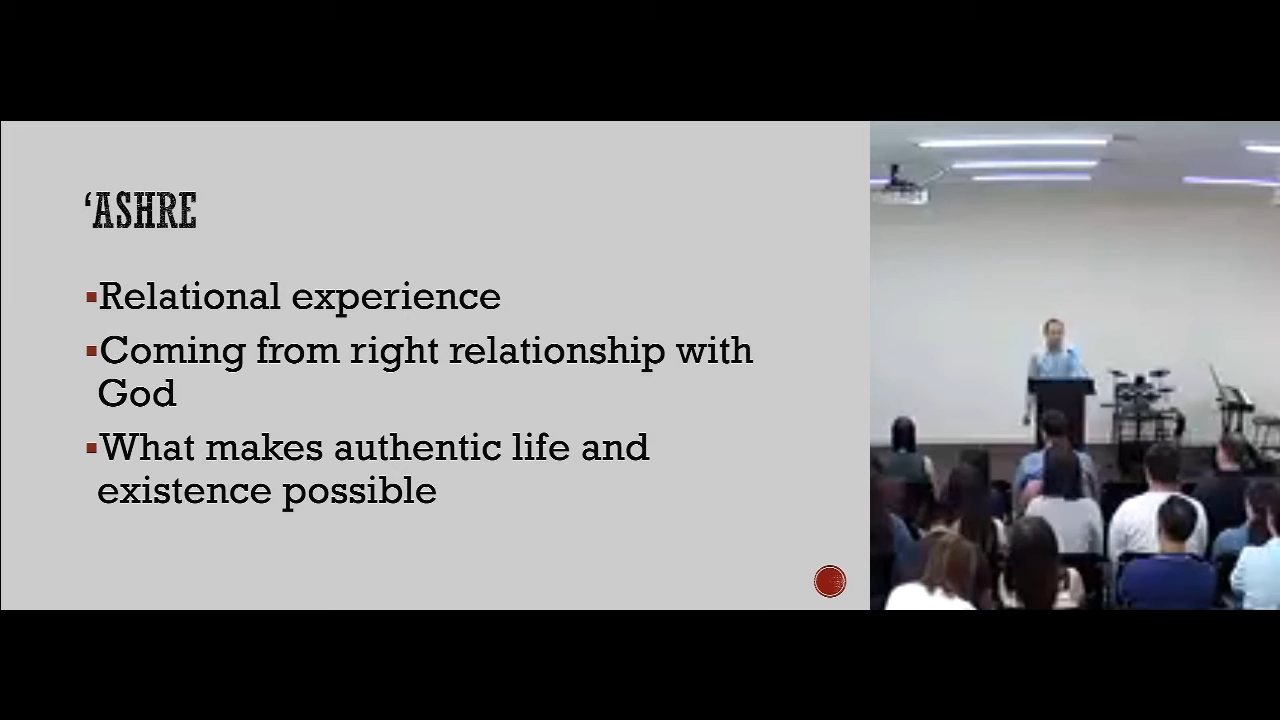 ‘ASHRE
▪Relational experience
▪Coming from right relationship with
God
▪What makes authentic life and
existence possible